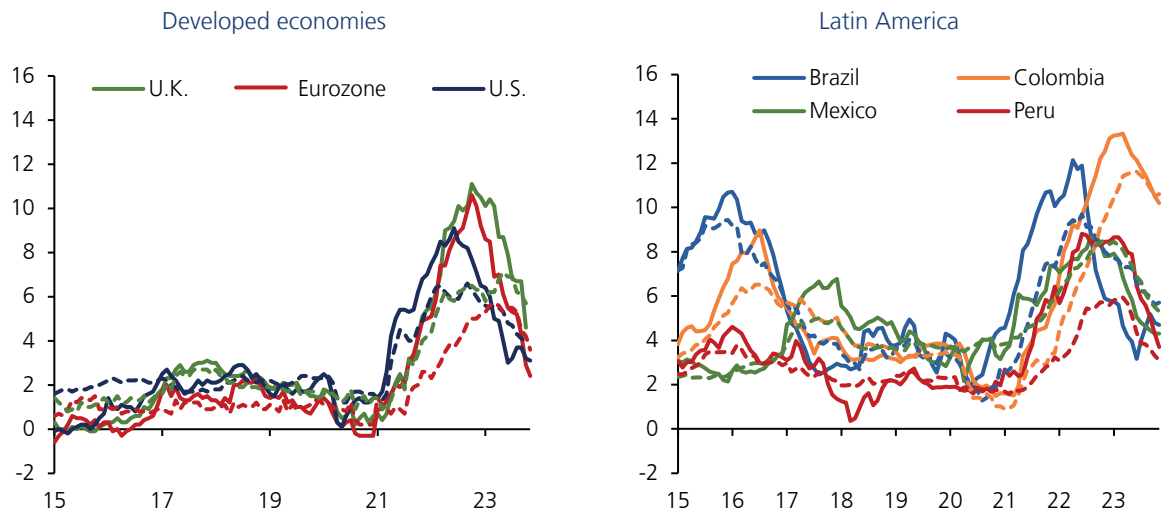 Developed economies
U.K. Eurozone U.S.
16
14
12
10
8
6
4
2
0
-2
15 17 19 21 23
Latin America
Brazil Colombia
Mexico Peru
16
14
12
10
8
6
4
2
0
-2
15 16 17 18 19 20 21 22 23